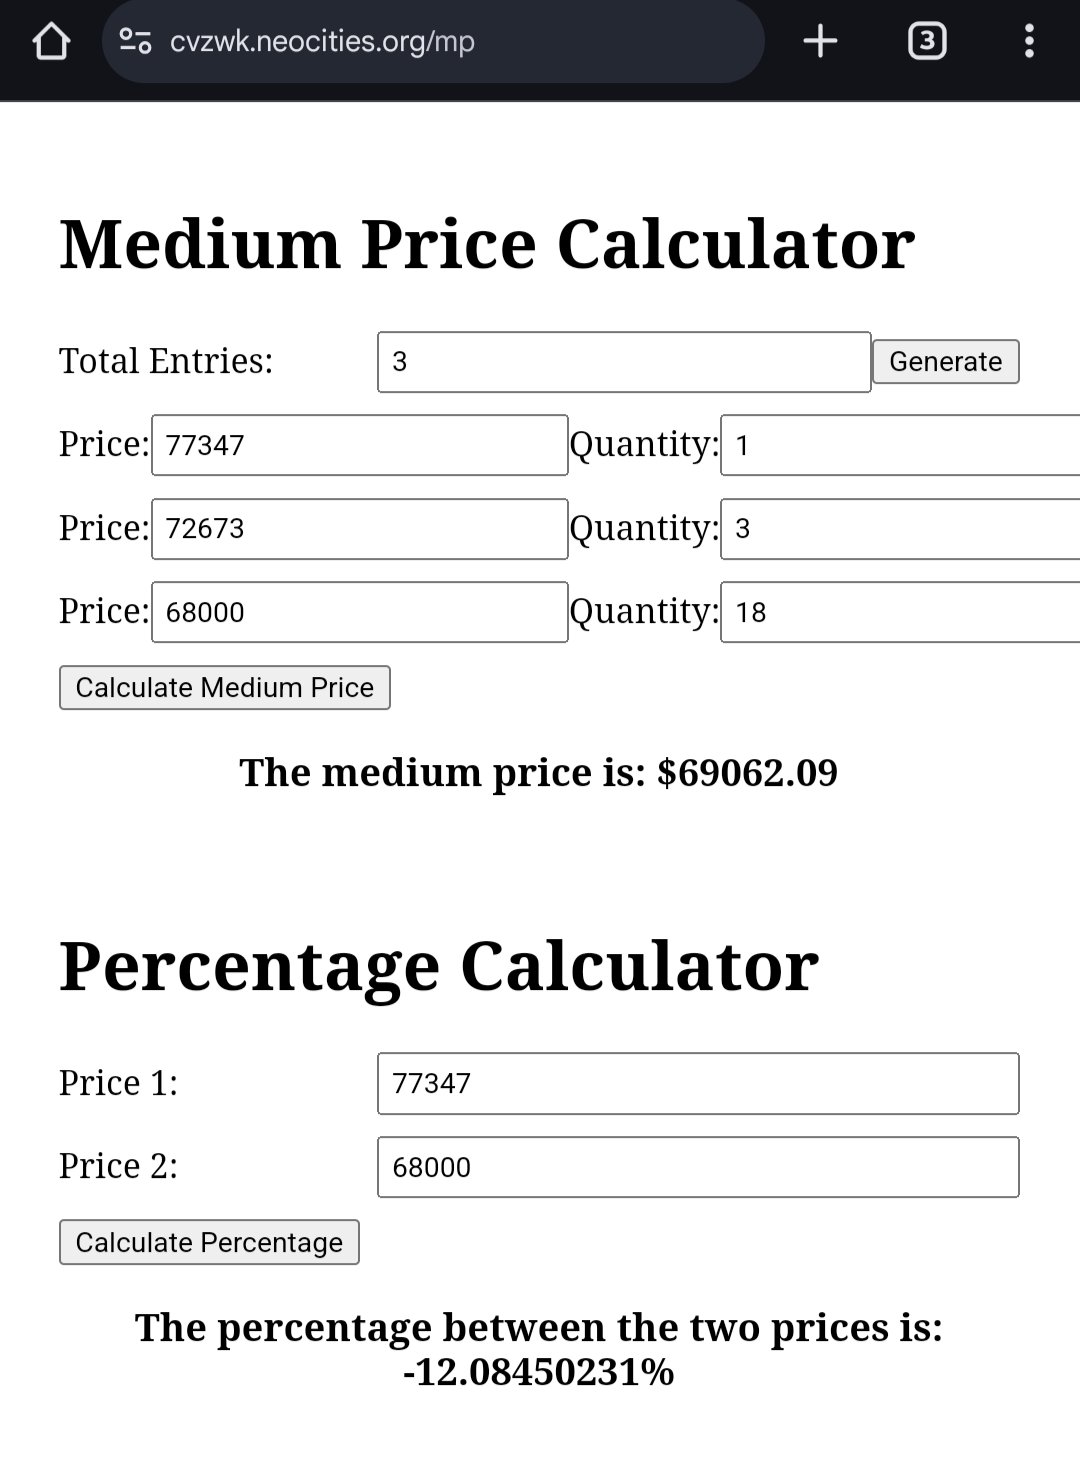 cvzwk.neocities.org/mp
3
Medium Price Calculator
Total Entries: 3 Generate
Price: 77347 Quantity: 1
Price: 72673 Quantity: 3
Price: 68000 Quantity: 18
Calculate Medium Price
The medium price is: $69062.09
Percentage Calculator
Price 1: 77347
Price 2: 68000
Calculate Percentage
The percentage between the two prices is:
-12.08450231%